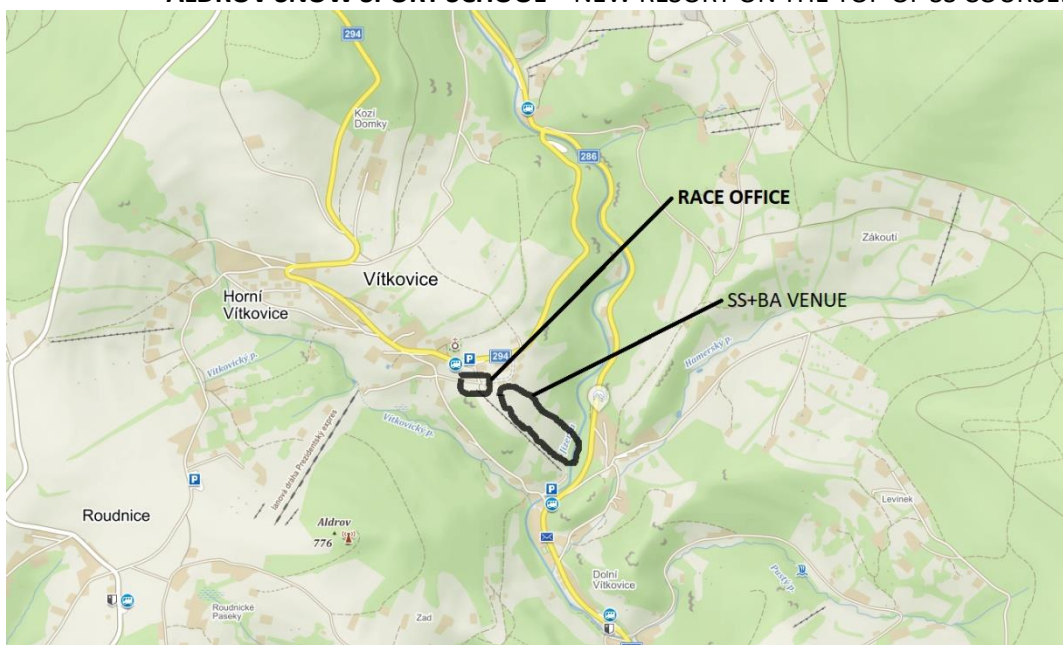 ALDROV SNOW SPORT SCHOOL – NEW RESORT ON THE TOP OF SS COURSE
294
Kozí
Domky
286
RACE OFFICE
Zákoutí
Vítkovice
Horní
Vítkovice
SS+BA VENUE
Vítkovický p.
P
294
Hamerský p.
Vítkovický p.
lanová dráha Prezidentský expres
P
P
Levínek
Roudnice
Aldrov
776
Dolní
Vítkovice
Pustý p.
Roudnické
Paseky
Zad